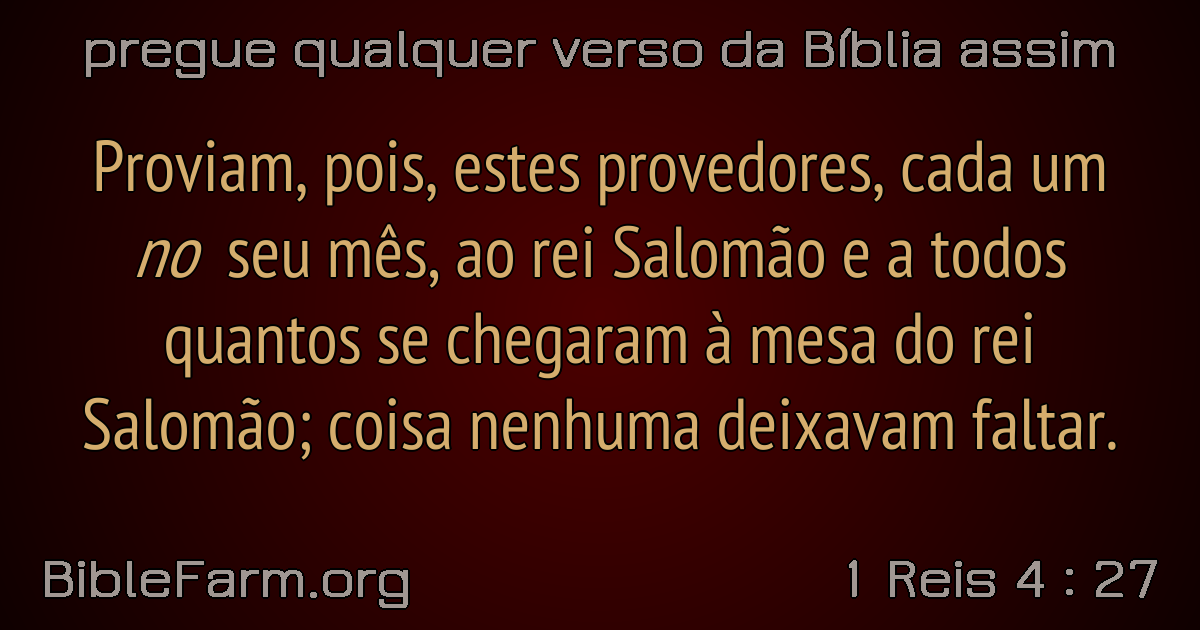 pregue qualquer verso da Bíblia assim
Proviam, pois, estes provedores, cada um
no seu mês, ao rei Salomão e a todos
quantos se chegaram à mesa do rei
Salomão; coisa nenhuma deixavam faltar.
BibleFarm.org
1 Reis 4 : 27